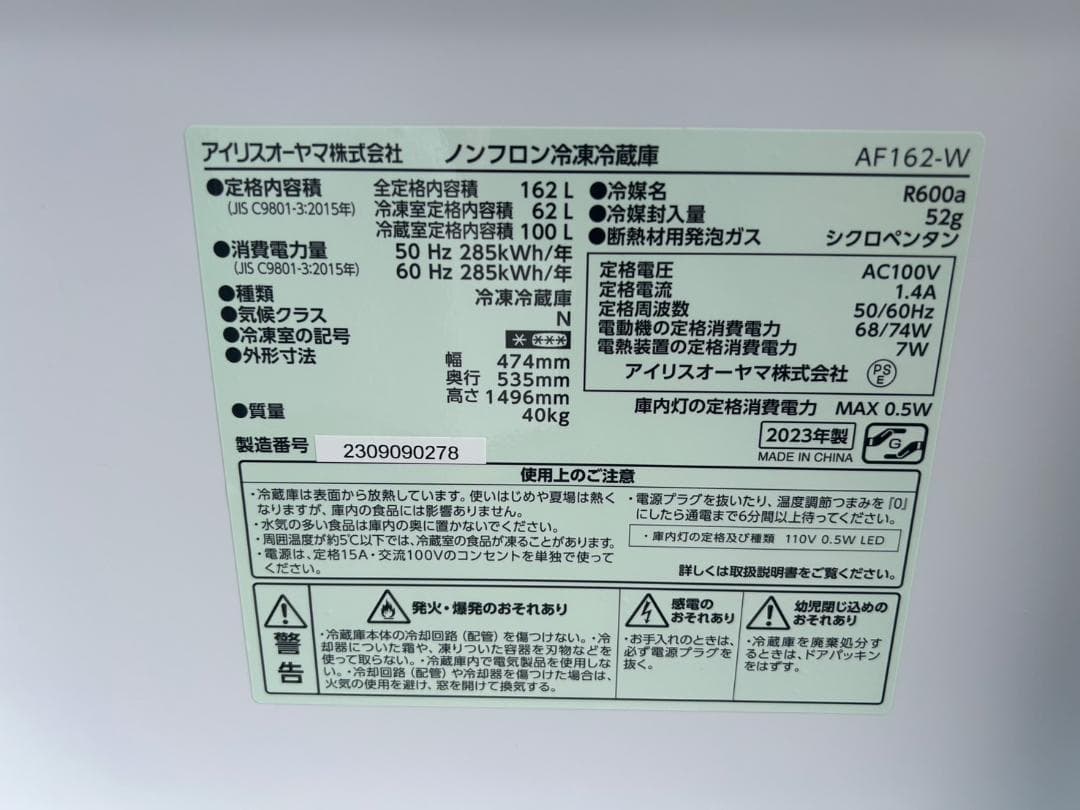 アイリスオーヤマ株式会社 ノンフロン冷凍冷蔵庫 AF162-W
●定格内容積 全定格内容積 162 L
(JIS C9801-3:2015年) 冷凍室定格内容積 62 L
冷蔵室定格内容積 100 L
●消費電力量 50 Hz 285kWh/年
(JIS C9801-3:2015年) 60 Hz 285kWh/年
●種類 冷凍冷蔵庫
●気候クラス N
●冷凍室の記号 * ***
●外形寸法 幅 474mm
奥行 535mm
高さ 1496mm
●質量 40kg
製造番号 2309090278
●冷媒名 R600a
●冷媒封入量 52g
●断熱材用発泡ガス シクロペンタン
定格電圧 AC100V
定格電流 1.4A
定格周波数 50/60Hz
電動機の定格消費電力 68/74W
電熱装置の定格消費電力 7W
アイリスオーヤマ株式会社 PS E
庫内灯の定格消費電力 MAX 0.5W
2023年製
MADE IN CHINA
G
使用上のご注意
・冷蔵庫は表面から放熱しています。使いはじめや夏場は熱く
なりますが、庫内の食品には影響ありません。
・水気の多い食品は庫内の奥に置かないでください。
・周囲温度が約5℃以下では、冷蔵室の食品が凍ることがあります。
・電源は、定格15A・交流100Vのコンセントを単独で使って
ください。
・電源プラグを抜いたり、温度調節つまみを『0』
にしたら通電まで6分間以上待ってください。
・庫内灯の定格及び種類 110V 0.5W LED
詳しくは取扱説明書をご覧ください。
警告
発火・爆発のおそれあり
・冷蔵庫本体の冷却回路（配管）を傷つけない。・冷
却器についた霜や、凍りついた容器を刃物などを
使って取らない。・冷蔵庫内で電気製品を使用しな
い。・冷却回路（配管）や冷却器を傷つけた場合は、
火気の使用を避け、窓を開けて換気する。
感電の
おそれあり
・お手入れのときは、
必ず電源プラグを
抜く。
幼児閉じ込めの
おそれあり
・冷蔵庫を廃棄処分す
るときは、ドアパッキン
をはずす。